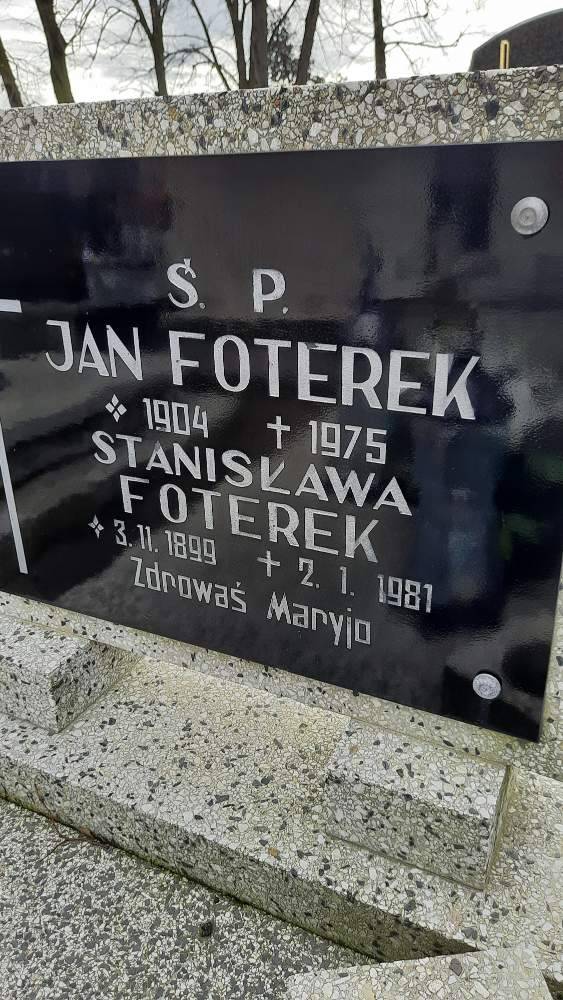 Ś. P.
JAN FOTEREK
1904 † 1975
STANISŁAWA
FOTEREK
3.11.1899 † 2.1.1981
Zdrowaś Maryjo